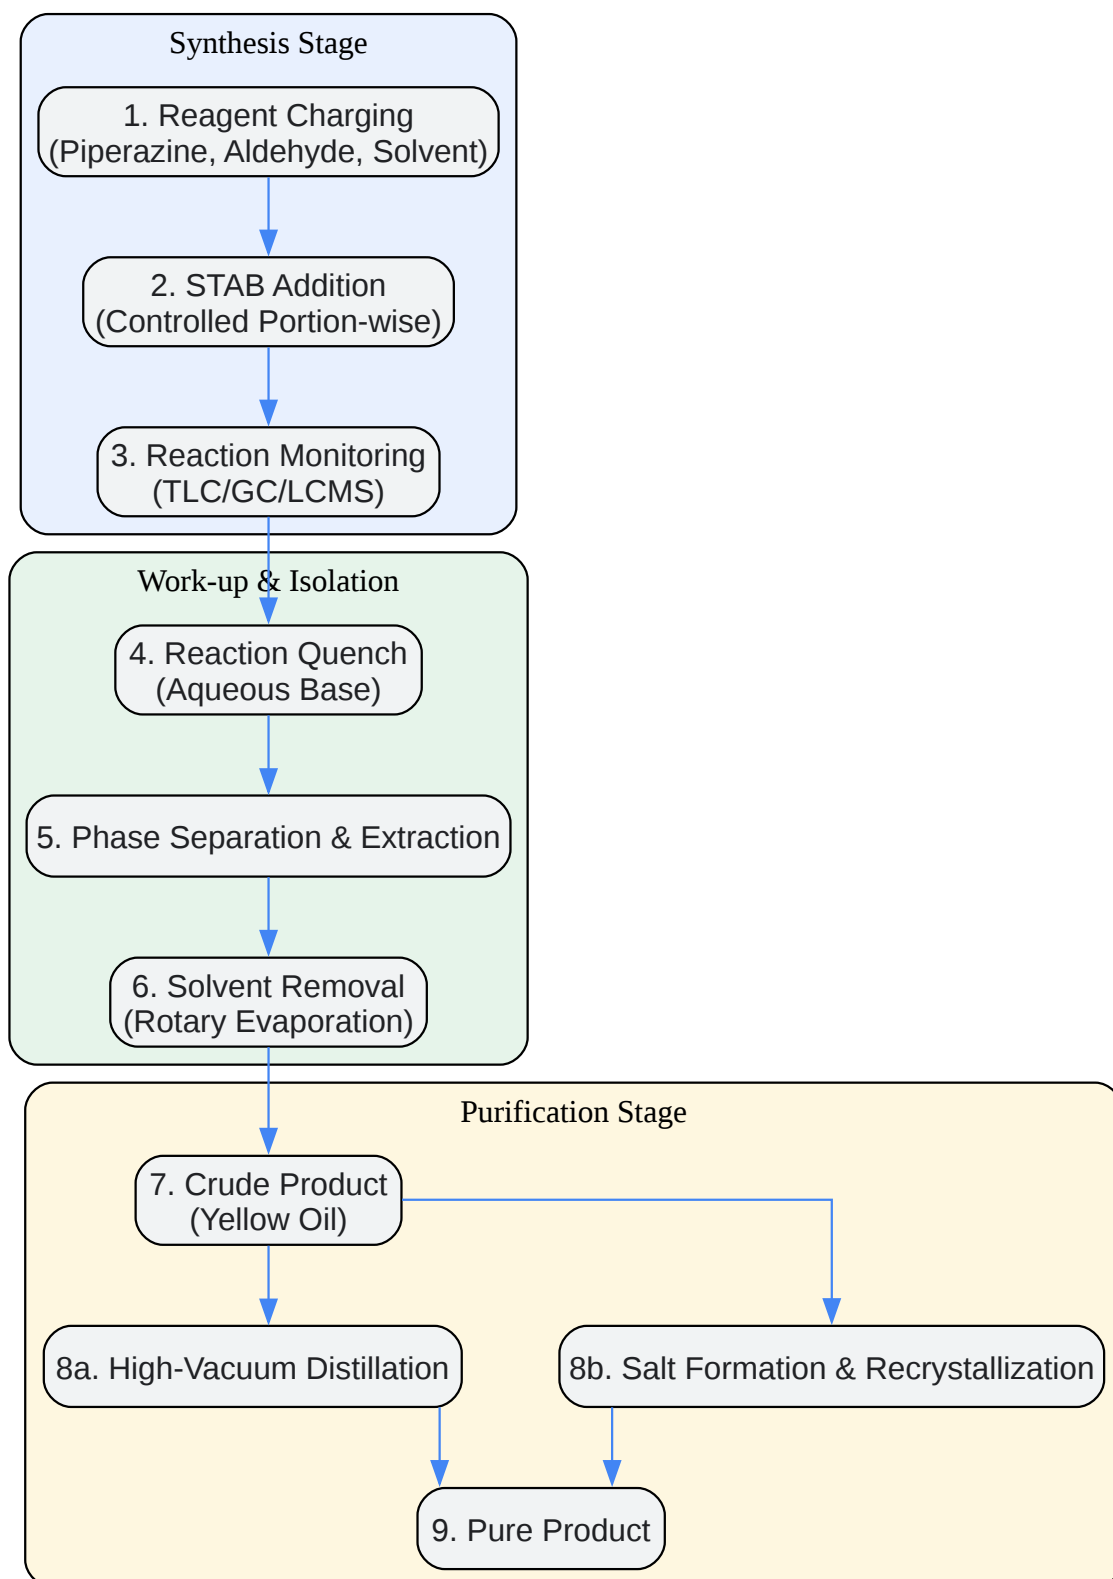 Synthesis Stage
1. Reagent Charging
(Piperazine, Aldehyde, Solvent)
2. STAB Addition
(Controlled Portion-wise)
3. Reaction Monitoring
(TLC/GC/LCMS)
Work-up & Isolation
4. Reaction Quench
(Aqueous Base)
5. Phase Separation & Extraction
6. Solvent Removal
(Rotary Evaporation)
Purification Stage
7. Crude Product
(Yellow Oil)
8a. High-Vacuum Distillation
8b. Salt Formation & Recrystallization
9. Pure Product